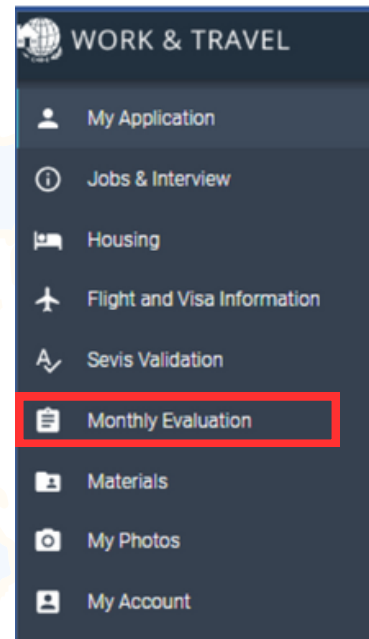 WORK & TRAVEL
My Application
Jobs & Interview
Housing
Flight and Visa Information
Sevis Validation
Monthly Evaluation
Materials
My Photos
My Account